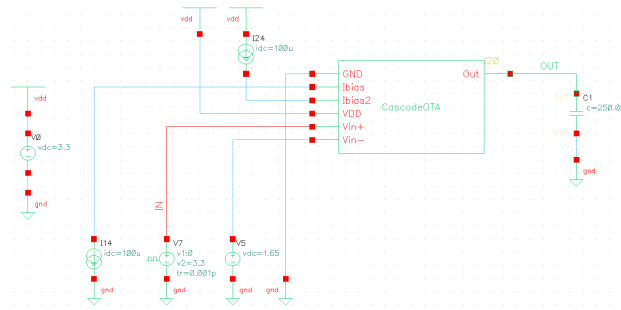 vdd
vdd
I24
idc=100u
I20
GND
Ibias
Ibias2
VDD
Vin+
Vin-
Out
CascodeOTA
OUT
C1
c=250.0
gnd
vdd
V0
vdc=3.3
gnd
IN
I14
idc=100u
gnd
V7
v1:0
v2=3.3
tr=0.001p
gnd
V5
vdc=1.65
gnd
gnd